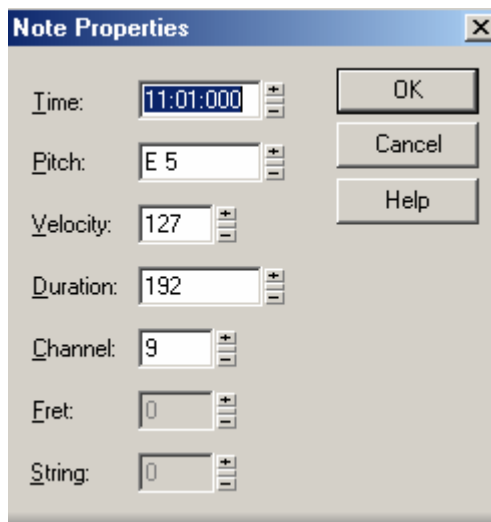 Note Properties
Time: 11:01:000
OK
Pitch: E 5
Cancel
Velocity: 127
Help
Duration: 192
Channel: 9
Fret: 0
String: 0